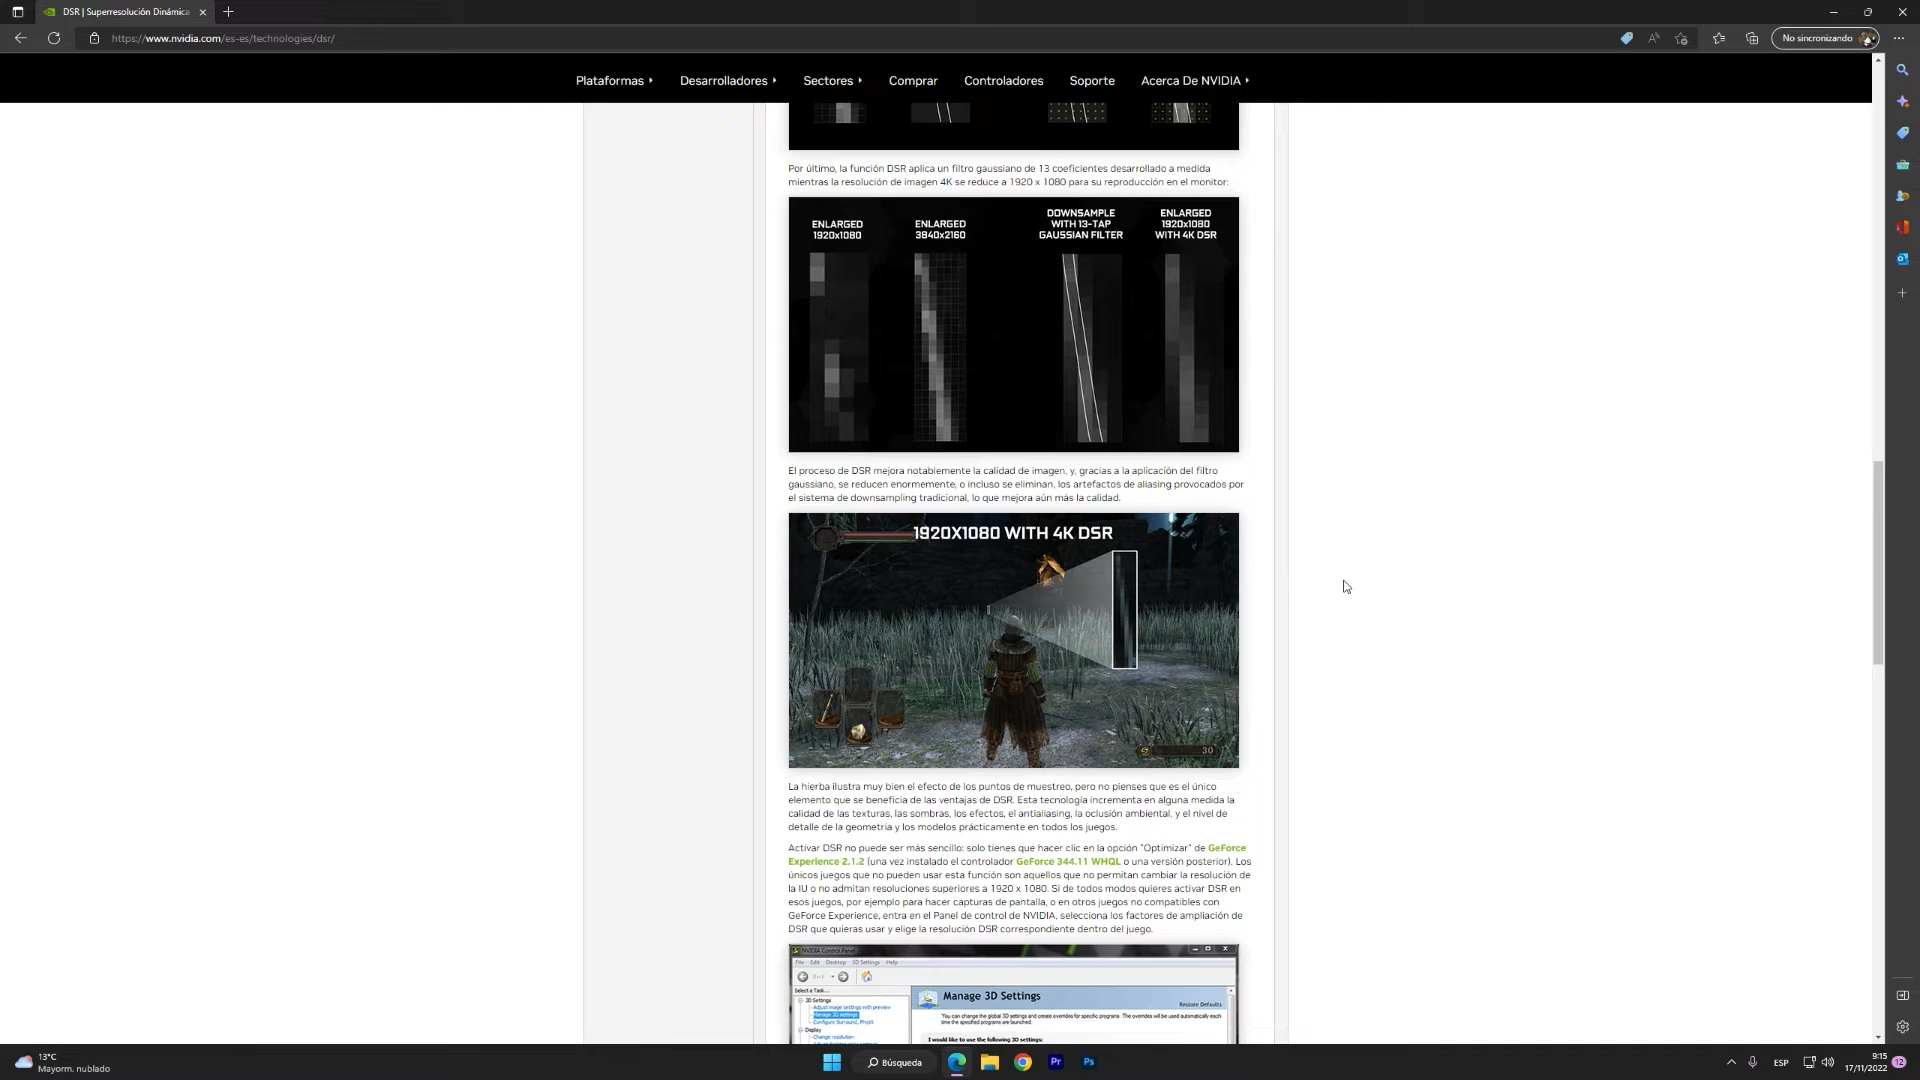 DSR | Superresolución Dinámica
https://www.nvidia.com/es-es/technologies/dsr/
No sincronizando
Plataformas
Desarrolladores
Sectores
Comprar
Controladores
Soporte
Acerca De NVIDIA
Por último, la función DSR aplica un filtro gaussiano de 13 coeficientes desarrollado a medida
mientras la resolución de imagen 4K se reduce a 1920 x 1080 para su reproducción en el monitor:
ENLARGED
1920x1080
ENLARGED
3840x2160
DOWNSAMPLE
WITH 13-TAP
GAUSSIAN FILTER
ENLARGED
1920x1080
WITH 4K DSR
El proceso de DSR mejora notablemente la calidad de imagen, y, gracias a la aplicación del filtro
gaussiano, se reducen enormemente, o incluso se eliminan, los artefactos de aliasing provocados por
el sistema de downsampling tradicional, lo que mejora aún más la calidad.
1920X1080 WITH 4K DSR
30
La hierba ilustra muy bien el efecto de los puntos de muestreo, pero no pienses que es el único
elemento que se beneficia de las ventajas de DSR. Esta tecnología incrementa en alguna medida la
calidad de las texturas, las sombras, los efectos, el antialiasing, la oclusión ambiental, y el nivel de
detalle de la geometría y los modelos prácticamente en todos los juegos.
Activar DSR no puede ser más sencillo: solo tienes que hacer clic en la opción "Optimizar" de GeForce
Experience 2.1.2 (una vez instalado el controlador GeForce 344.11 WHQL o una versión posterior). Los
únicos juegos que no pueden usar esta función son aquellos que no permitan cambiar la resolución de
la IU o no admitan resoluciones superiores a 1920 x 1080. Si de todos modos quieres activar DSR en
esos juegos, por ejemplo para hacer capturas de pantalla, o en otros juegos no compatibles con
GeForce Experience, entra en el Panel de control de NVIDIA, selecciona los factores de ampliación de
DSR que quieras usar y elige la resolución DSR correspondiente dentro del juego.
NVIDIA Control Panel
File Edit Desktop 3D Settings Help
Back
Select a Task...
3D Settings
Adjust image settings with preview
Manage 3D settings
Configure Surround, PhysX
Display
Change resolution
Manage 3D Settings
Restore Defaults
You can change the global 3D settings and create overrides for specific programs. The overrides will be used automatically each
time the specified programs are launched.
I would like to use the following 3D settings:
13°C
Mayorm. nublado
Búsqueda
Pr
Ps
ESP
9:15
17/11/2022
12